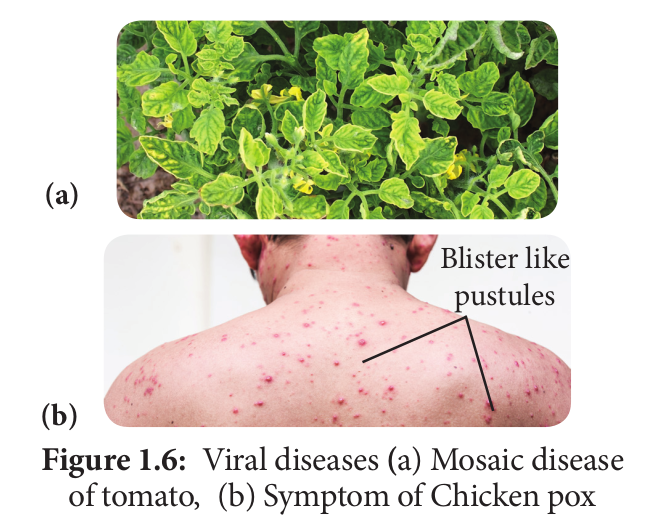 (a)
Blister like
pustules
(b)
Figure 1.6: Viral diseases (a) Mosaic disease
of tomato, (b) Symptom of Chicken pox